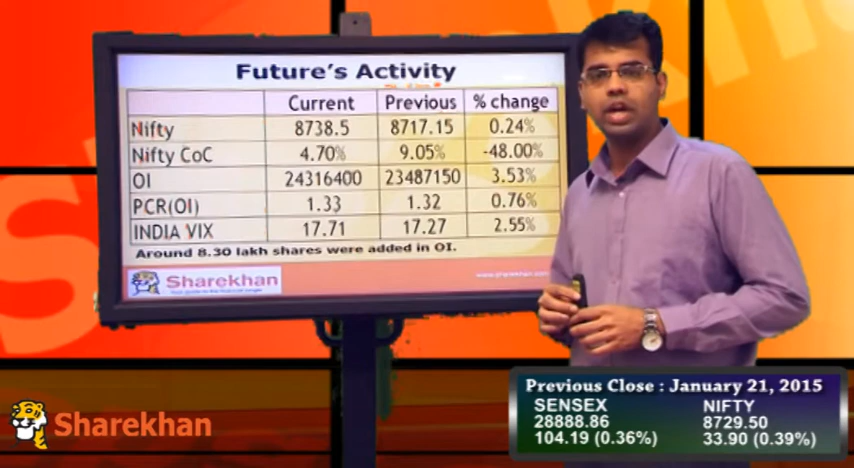 Future's Activity
Current Previous % change
Nifty 8738.5 8717.15 0.24%
Nifty CoC 4.70% 9.05% -48.00%
OI 24316400 23487150 3.53%
PCR(OI) 1.33 1.32 0.76%
INDIA VIX 17.71 17.27 2.55%
Around 8.30 lakh shares were added in OI.
Sharekhan
Sharekhan
Previous Close : January 21, 2015
SENSEX NIFTY
28888.86 8729.50
104.19 (0.36%) 33.90 (0.39%)